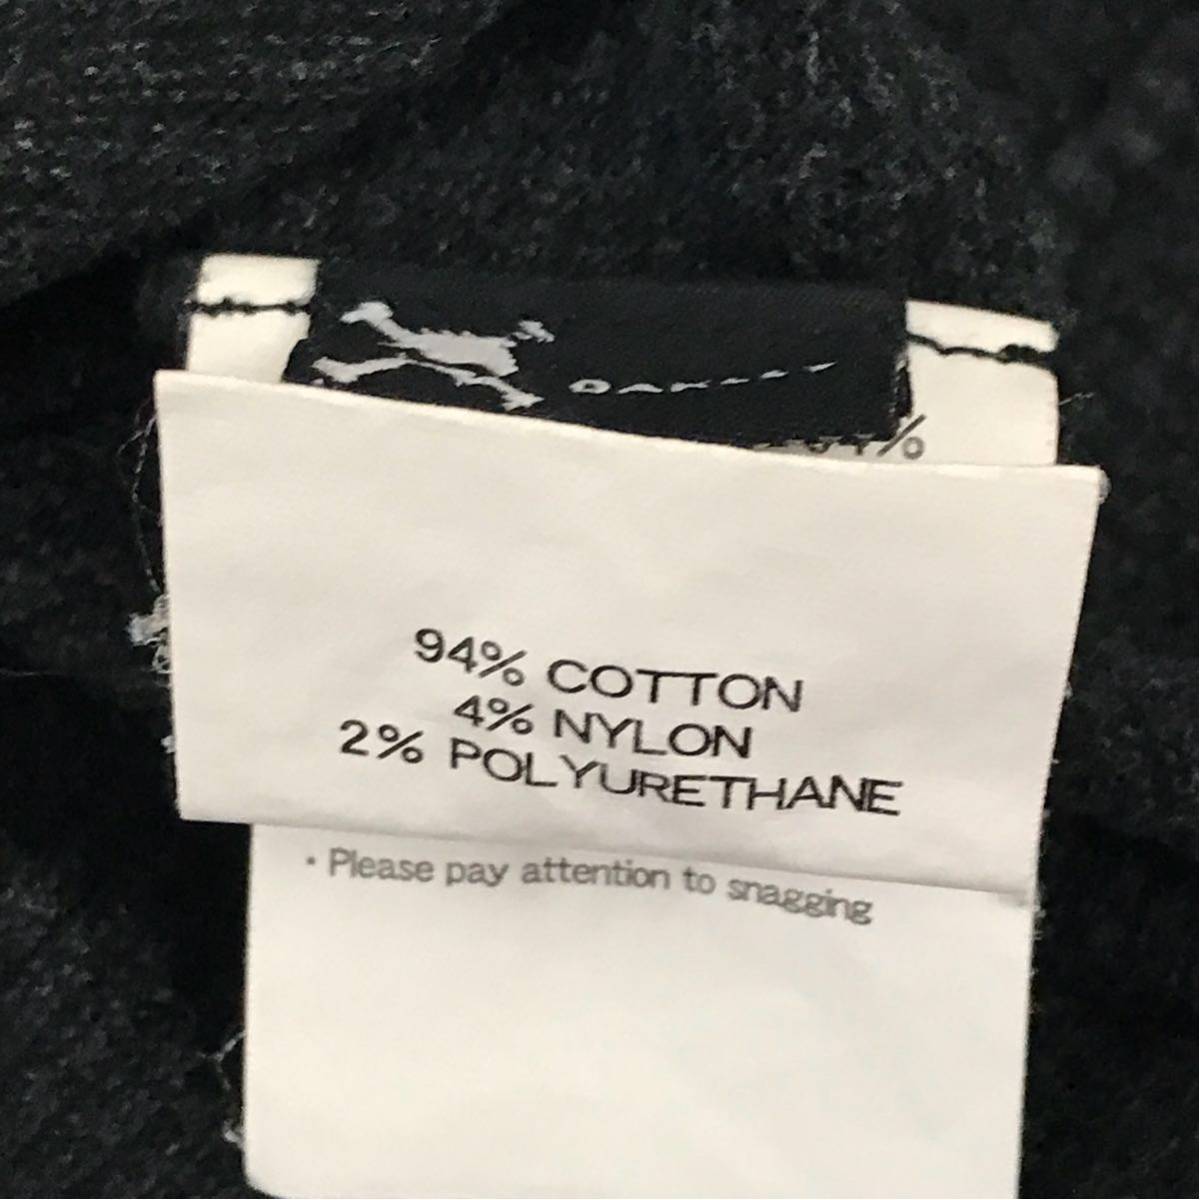 94% COTTON
4% NYLON
2% POLYURETHANE
・Please pay attention to snagging